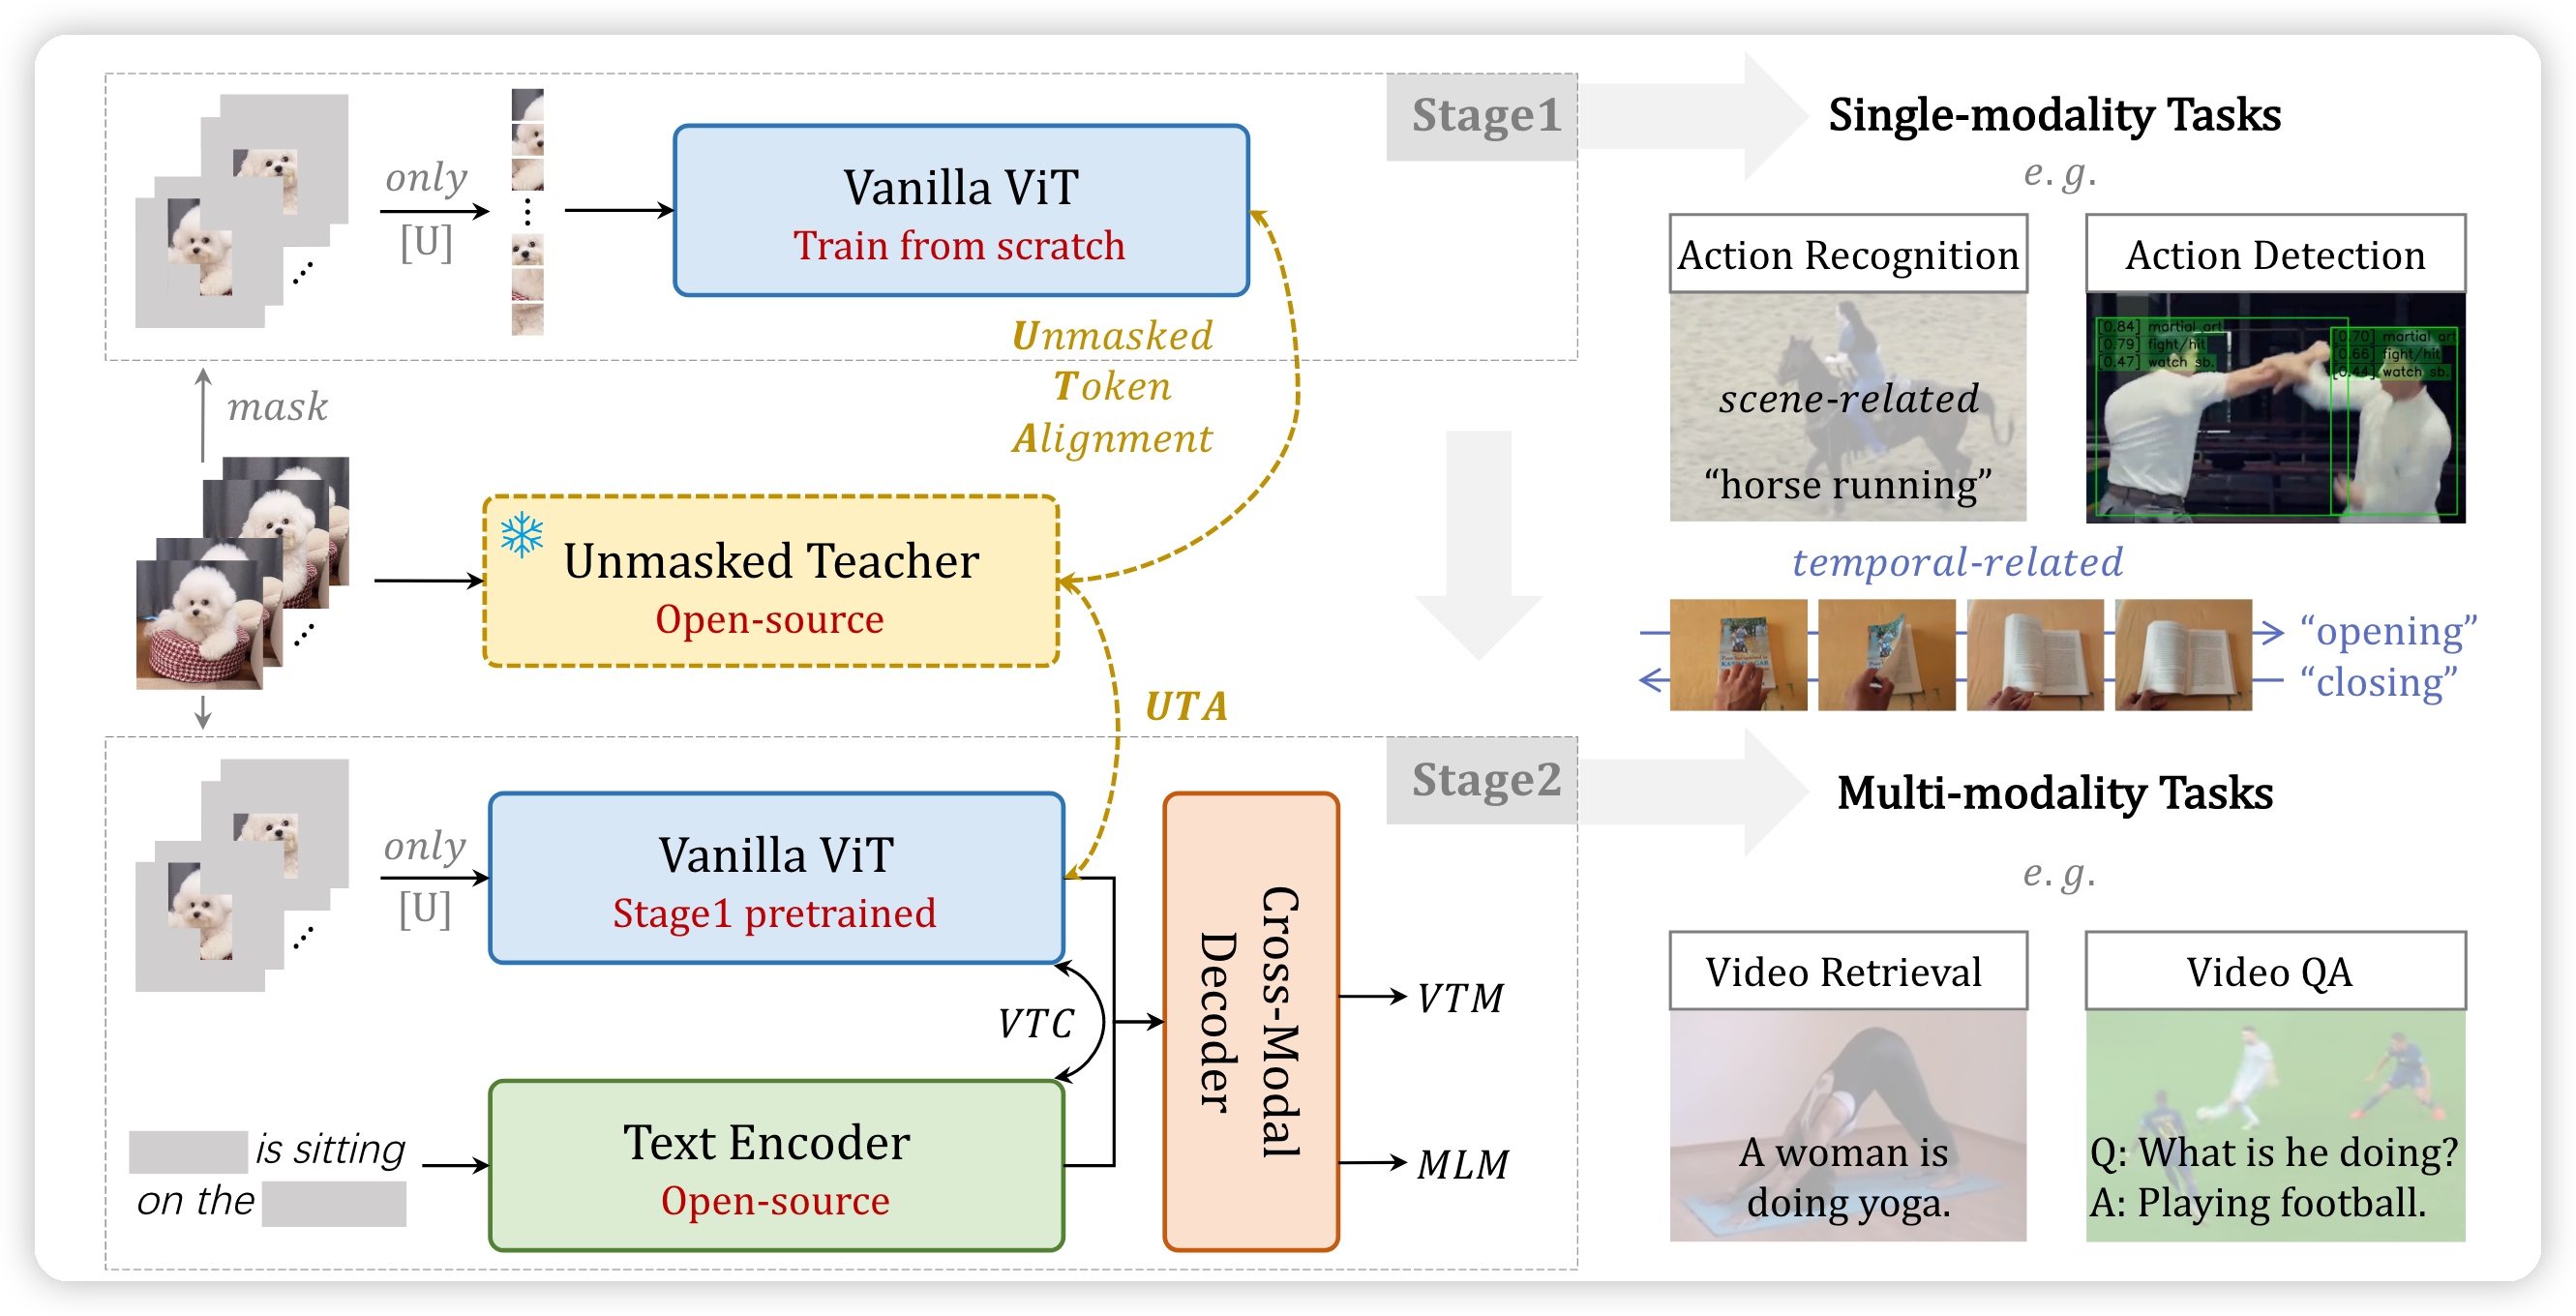 Stage1
only
[U]
Vanilla ViT
Train from scratch
Unmasked
Token
Alignment
mask
Unmasked Teacher
Open-source
UTA
Stage2
only
[U]
Vanilla ViT
Stage1 pretrained
VTC
is sitting
on the
Text Encoder
Open-source
Cross-Modal
Decoder
VTM
MLM
Single-modality Tasks
e.g.
Action Recognition
scene-related
“horse running”
Action Detection
[0.84] martial art
[0.79] fight/hit
[0.47] watch sb.
[0.70] martial art
[0.66] fight/hit
[0.44] watch sb.
temporal-related
“opening”
“closing”
Multi-modality Tasks
e.g.
Video Retrieval
A woman is
doing yoga.
Video QA
Q: What is he doing?
A: Playing football.